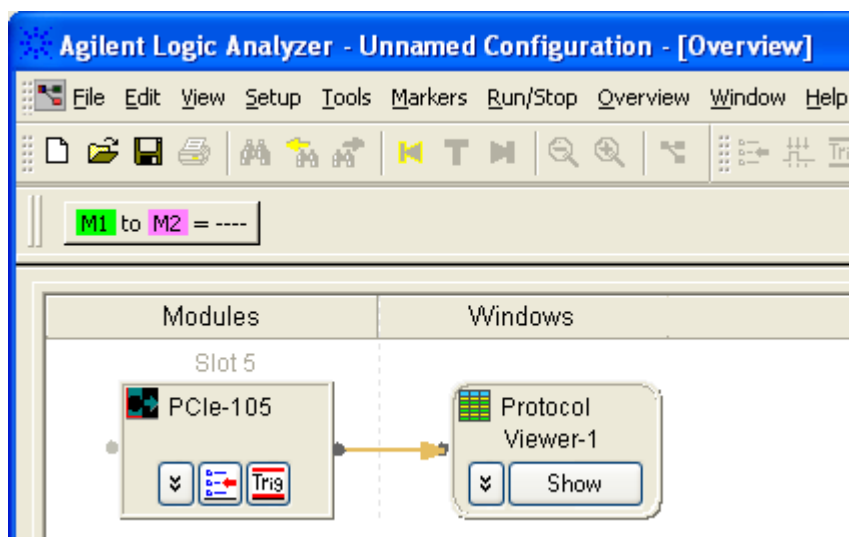 Agilent Logic Analyzer - Unnamed Configuration - [Overview]
File Edit View Setup Tools Markers Run/Stop Overview Window Help
T Tri
M1 to M2 = ----
Modules Windows
Slot 5
PCIe-105 Protocol
Viewer-1
Trig Show